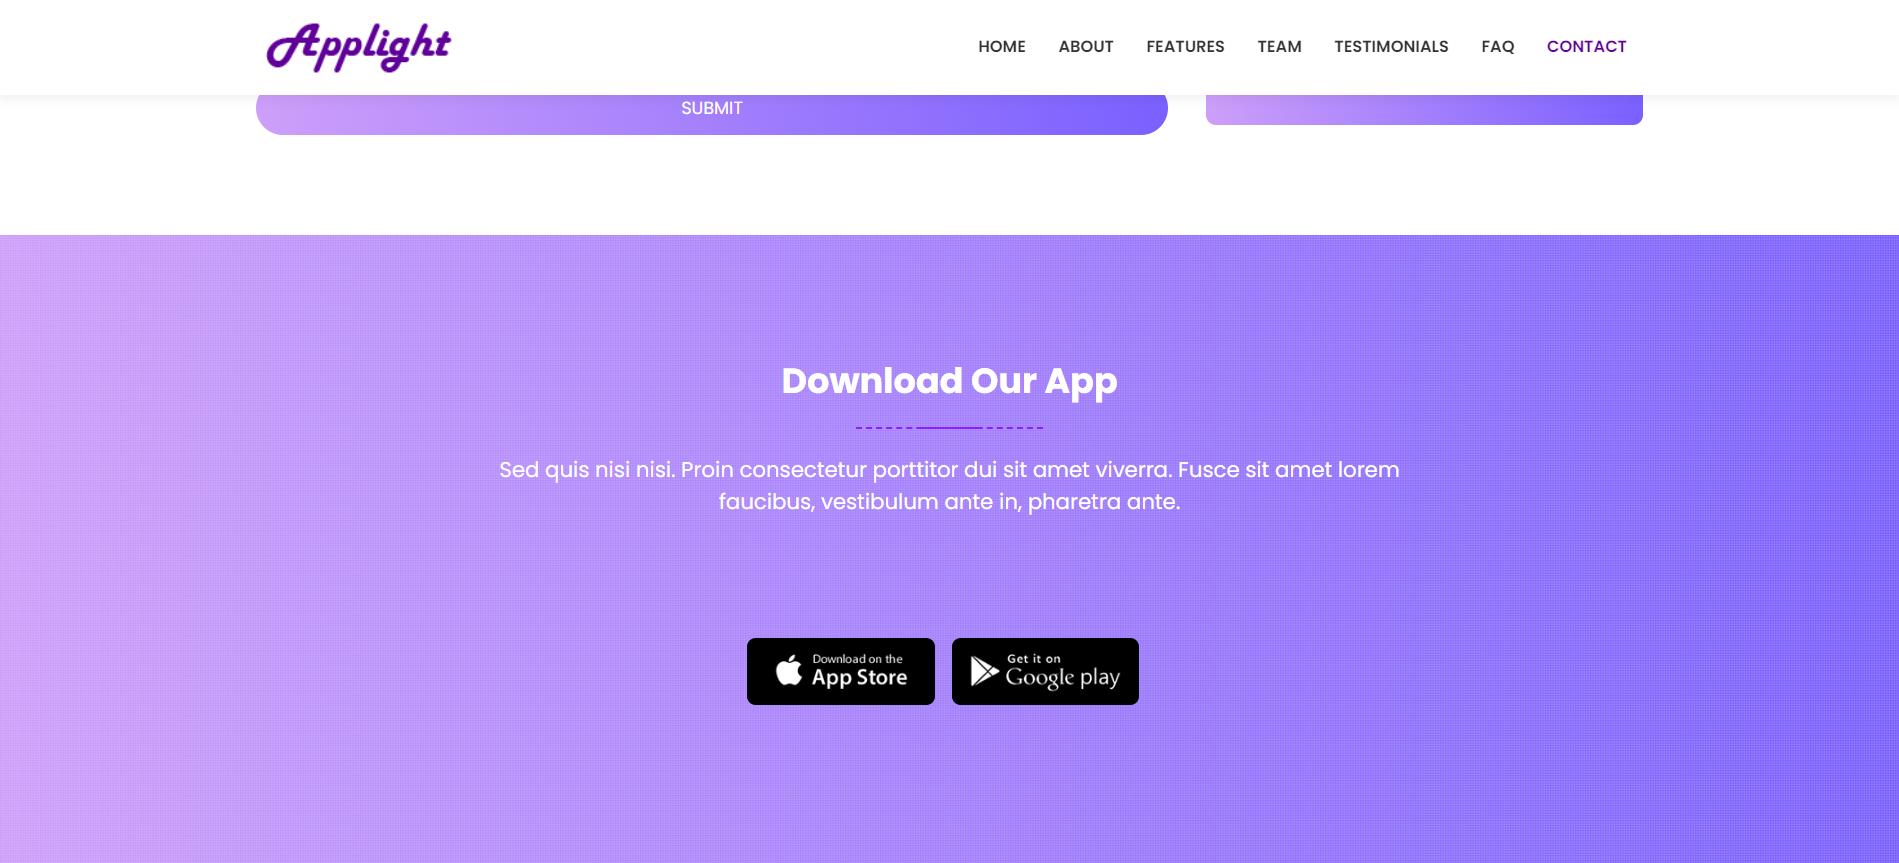 Applight
HOME ABOUT FEATURES TEAM TESTIMONIALS FAQ CONTACT
SUBMIT
Download Our App
Sed quis nisi nisi. Proin consectetur porttitor dui sit amet viverra. Fusce sit amet lorem
faucibus, vestibulum ante in, pharetra ante.
Download on the
App Store
Get it on
Google play